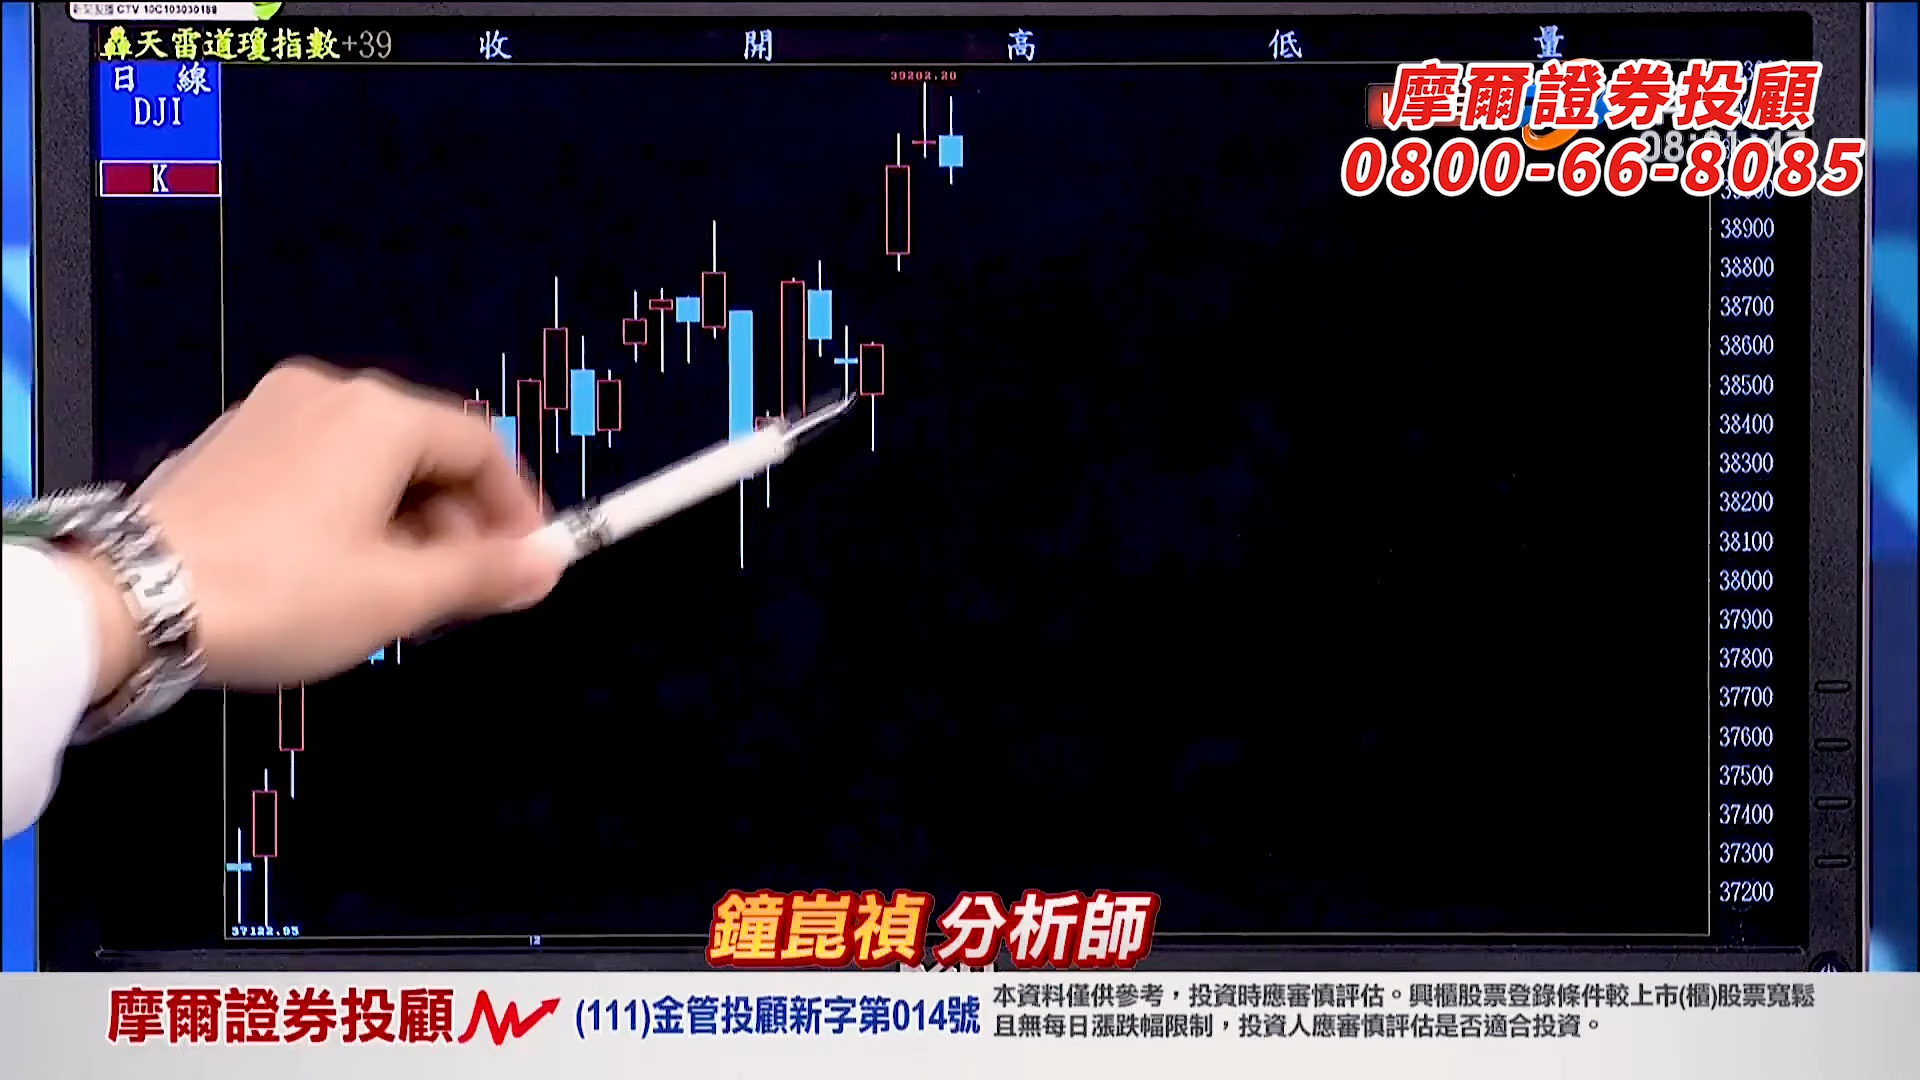 CTV 10C103030188
轟天雷道瓊指數+39
收 開 高 低 量
日 線
DJI
K
39202.20
摩爾證券投顧
0800-66-8085
38900
38800
38700
38600
38500
38400
38300
38200
38100
38000
37900
37800
37700
37600
37500
37400
37300
37200
37122.95
12
鐘崑禎 分析師
摩爾證券投顧
(111)金管投顧新字第014號
本資料僅供參考，投資時應審慎評估。興櫃股票登錄條件較上市(櫃)股票寬鬆
且無每日漲跌幅限制，投資人應審慎評估是否適合投資。